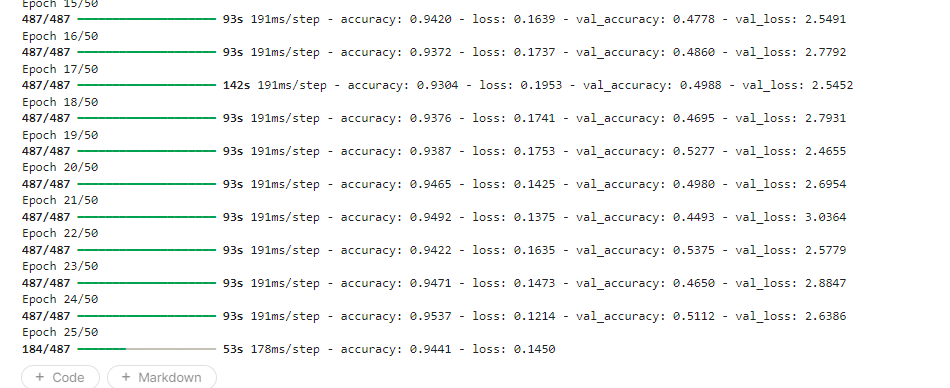 Epoch 15/50
487/487 93s 191ms/step - accuracy: 0.9420 - loss: 0.1639 - val_accuracy: 0.4778 - val_loss: 2.5491
Epoch 16/50
487/487 93s 191ms/step - accuracy: 0.9372 - loss: 0.1737 - val_accuracy: 0.4860 - val_loss: 2.7792
Epoch 17/50
487/487 142s 191ms/step - accuracy: 0.9304 - loss: 0.1953 - val_accuracy: 0.4988 - val_loss: 2.5452
Epoch 18/50
487/487 93s 191ms/step - accuracy: 0.9376 - loss: 0.1741 - val_accuracy: 0.4695 - val_loss: 2.7931
Epoch 19/50
487/487 93s 191ms/step - accuracy: 0.9387 - loss: 0.1753 - val_accuracy: 0.5277 - val_loss: 2.4655
Epoch 20/50
487/487 93s 191ms/step - accuracy: 0.9465 - loss: 0.1425 - val_accuracy: 0.4980 - val_loss: 2.6954
Epoch 21/50
487/487 93s 191ms/step - accuracy: 0.9492 - loss: 0.1375 - val_accuracy: 0.4493 - val_loss: 3.0364
Epoch 22/50
487/487 93s 191ms/step - accuracy: 0.9422 - loss: 0.1635 - val_accuracy: 0.5375 - val_loss: 2.5779
Epoch 23/50
487/487 93s 191ms/step - accuracy: 0.9471 - loss: 0.1473 - val_accuracy: 0.4650 - val_loss: 2.8847
Epoch 24/50
487/487 93s 191ms/step - accuracy: 0.9537 - loss: 0.1214 - val_accuracy: 0.5112 - val_loss: 2.6386
Epoch 25/50
184/487 53s 178ms/step - accuracy: 0.9441 - loss: 0.1450
+ Code + Markdown